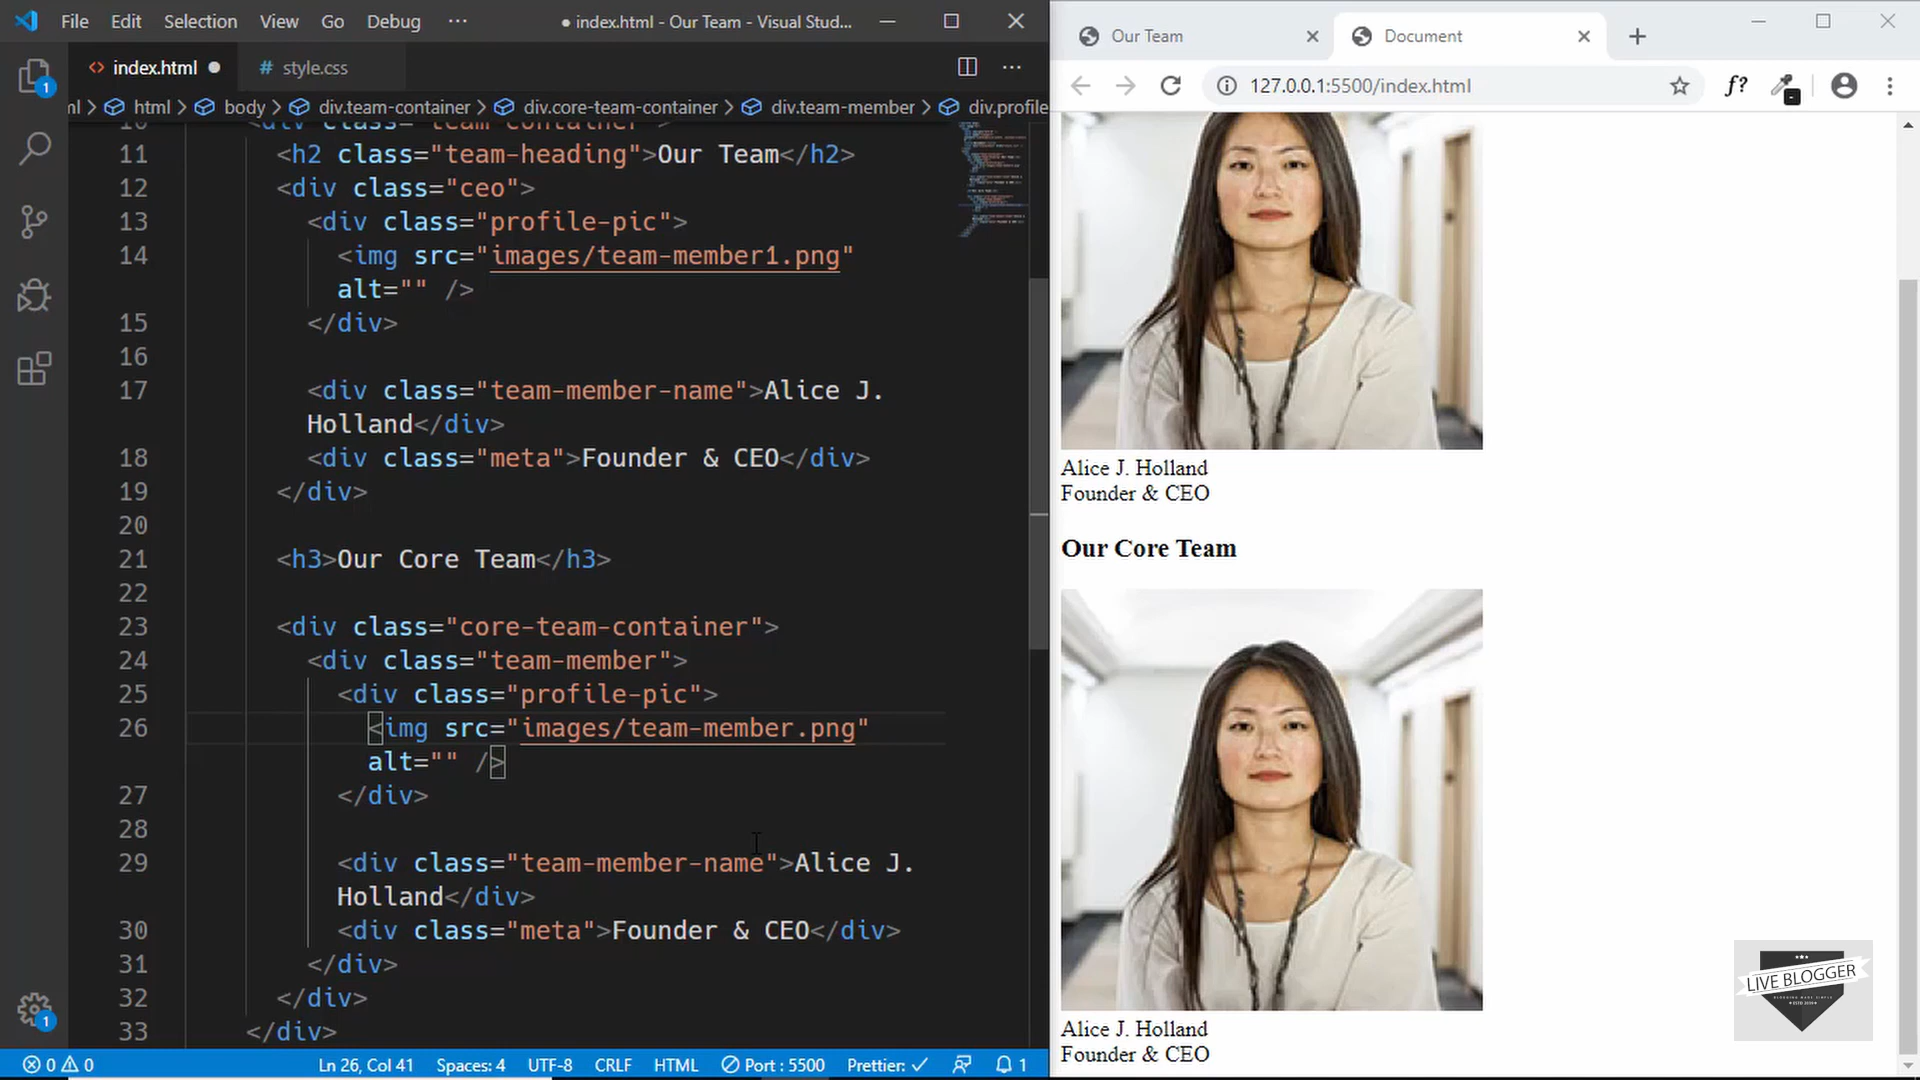 File Edit Selection View Go Debug ··· ● index.html - Our Team - Visual Stud...
index.html ● # style.css ···
ml > html > body > div.team-container > div.core-team-container > div.team-member > div.profile
10 <div class="team-container">
11 <h2 class="team-heading">Our Team</h2>
12 <div class="ceo">
13 <div class="profile-pic">
14 <img src="images/team-member1.png"
alt="" />
15 </div>
16
17 <div class="team-member-name">Alice J.
Holland</div>
18 <div class="meta">Founder & CEO</div>
19 </div>
20
21 <h3>Our Core Team</h3>
22
23 <div class="core-team-container">
24 <div class="team-member">
25 <div class="profile-pic">
26 <img src="images/team-member.png"
alt="" />
27 </div>
28
29 <div class="team-member-name">Alice J.
Holland</div>
30 <div class="meta">Founder & CEO</div>
31 </div>
32 </div>
33 </div>
1
1
0 0 Ln 26, Col 41 Spaces: 4 UTF-8 CRLF HTML Port : 5500 Prettier: ✓ 1
Our Team
Document
127.0.0.1:5500/index.html f?
Alice J. Holland
Founder & CEO
Our Core Team
Alice J. Holland
Founder & CEO
LIVE BLOGGER